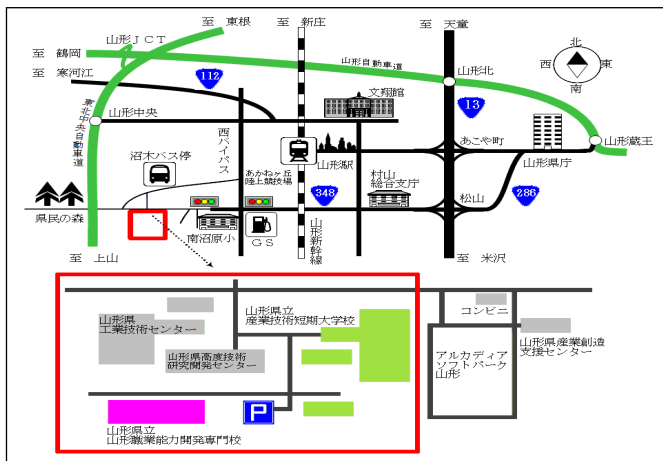 至 東根
至 新庄
至 天童
山形JCT
至 鶴岡
至 寒河江
112
山形自動車道
山形北
北
西 東
南
文翔館
13
山形中央
東北中央自動車道
沼木バス停
西バイパス
あかねヶ丘
陸上競技場
山形駅
あこや町
山形県庁
山形蔵王
348
村山
総合支庁
松山
286
県民の森
南沼原小
GS
山形新幹線
至 上山
至 米沢
山形県
工業技術センター
山形県立
産業技術短期大学校
山形県高度技術
研究開発センター
コンビニ
アルカディア
ソフトパーク
山形
山形県産業創造
支援センター
P
山形県立
山形職業能力開発専門校